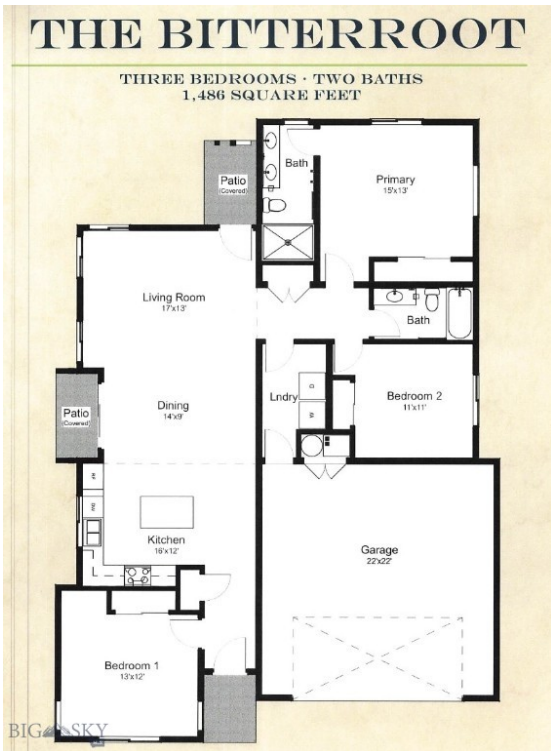 THE BITTERROOT
THREE BEDROOMS · TWO BATHS
1,486 SQUARE FEET
Bath
Patio
(Covered)
Primary
15'x13'
Living Room
17'x13'
Bath
Lndry
Bedroom 2
11'x11'
Patio
(Covered)
Dining
14'x9'
Kitchen
16'x12'
Garage
22'x22'
Bedroom 1
13'x12'
BIG SKY